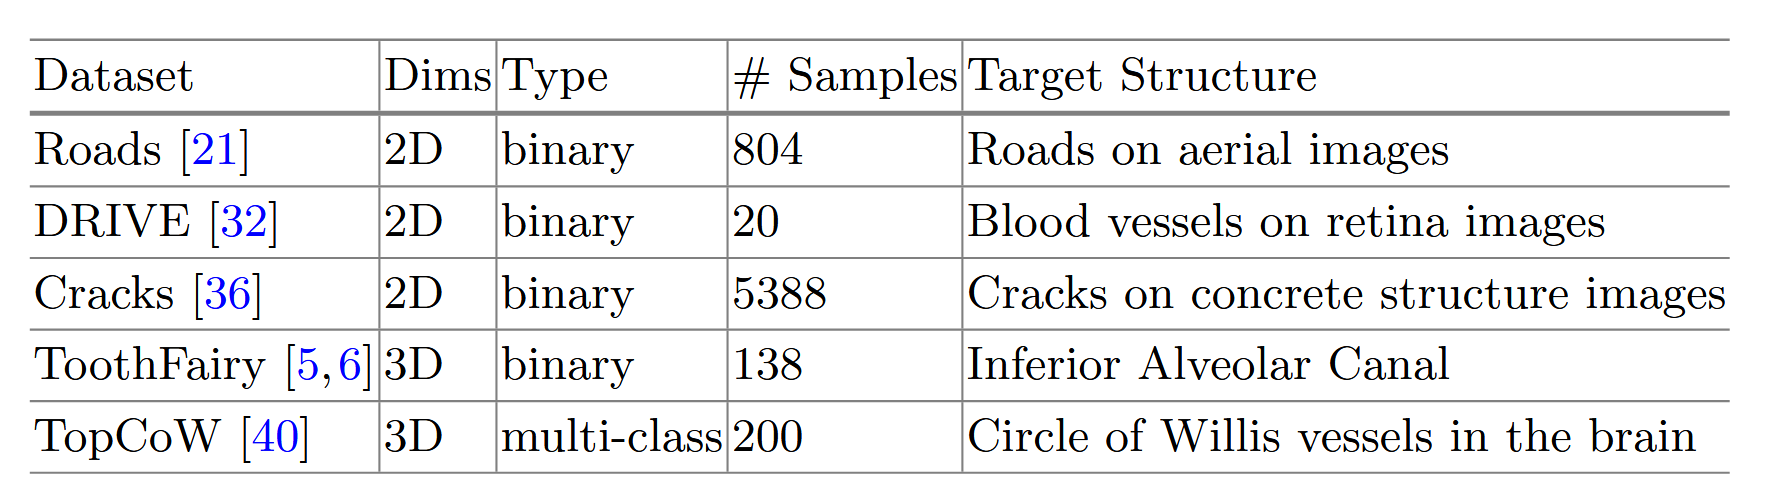 Dataset Dims Type # Samples Target Structure
Roads [21] 2D binary 804 Roads on aerial images
DRIVE [32] 2D binary 20 Blood vessels on retina images
Cracks [36] 2D binary 5388 Cracks on concrete structure images
ToothFairy [5,6] 3D binary 138 Inferior Alveolar Canal
TopCoW [40] 3D multi-class 200 Circle of Willis vessels in the brain